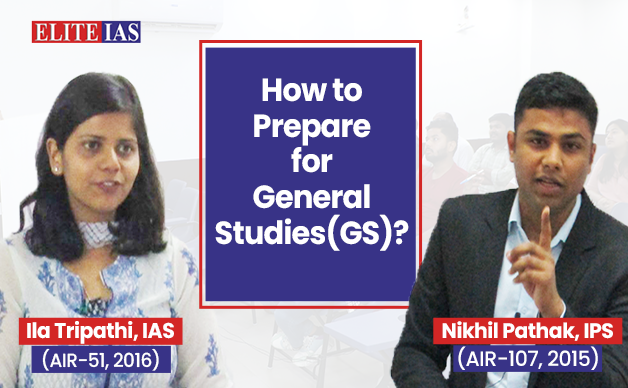 ELITE IAS
How to
Prepare
for
General
Studies(GS)?
Ila Tripathi, IAS
(AIR-51, 2016)
Nikhil Pathak, IPS
(AIR-107, 2015)